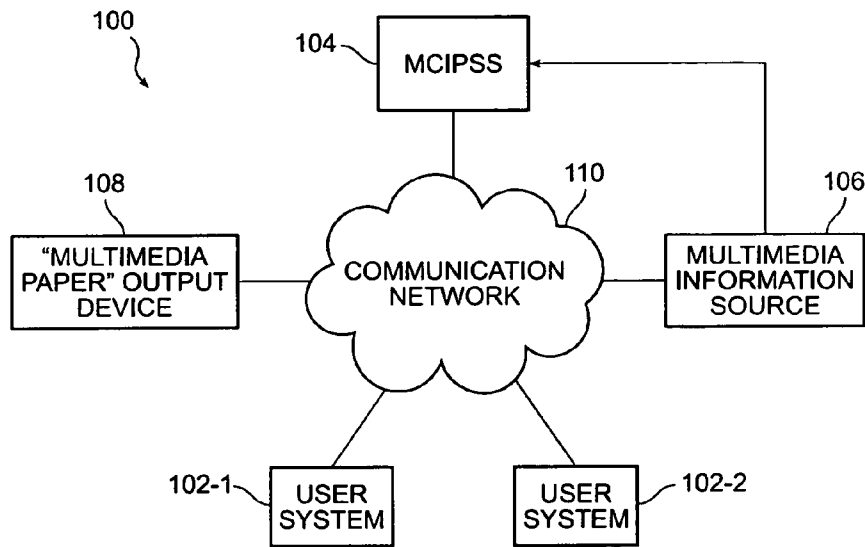 100
104
MCIPSS
108
110
106
“MULTIMEDIA
PAPER” OUTPUT
DEVICE
COMMUNICATION
NETWORK
MULTIMEDIA
INFORMATION
SOURCE
102-1
USER
SYSTEM
USER
SYSTEM
102-2